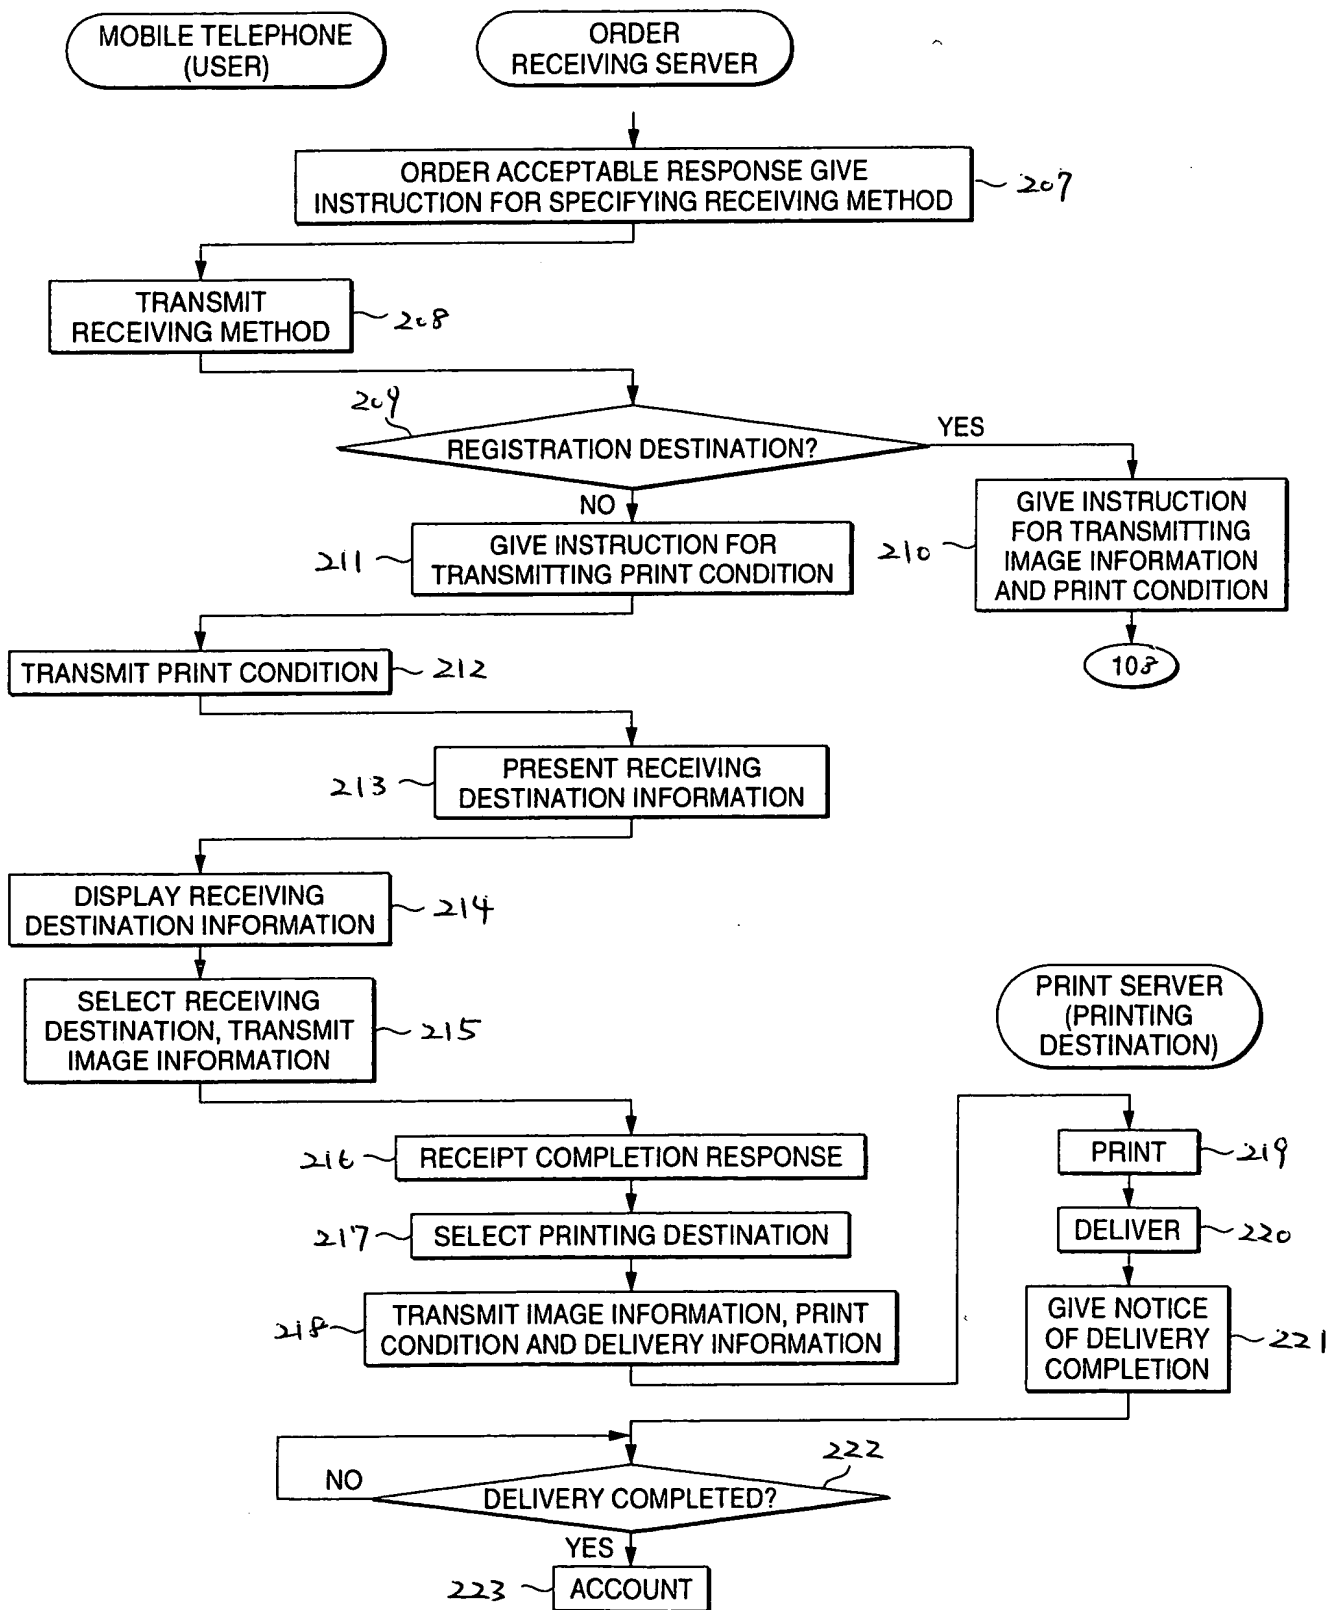 MOBILE TELEPHONE
(USER)
ORDER
RECEIVING SERVER
ORDER ACCEPTABLE RESPONSE GIVE
INSTRUCTION FOR SPECIFYING RECEIVING METHOD
207
TRANSMIT
RECEIVING METHOD
208
209
REGISTRATION DESTINATION?
YES
NO
GIVE INSTRUCTION
FOR TRANSMITTING
IMAGE INFORMATION
AND PRINT CONDITION
210
211
GIVE INSTRUCTION FOR
TRANSMITTING PRINT CONDITION
103
TRANSMIT PRINT CONDITION
212
213
PRESENT RECEIVING
DESTINATION INFORMATION
DISPLAY RECEIVING
DESTINATION INFORMATION
214
SELECT RECEIVING
DESTINATION, TRANSMIT
IMAGE INFORMATION
215
PRINT SERVER
(PRINTING
DESTINATION)
216
RECEIPT COMPLETION RESPONSE
PRINT
219
217
SELECT PRINTING DESTINATION
DELIVER
220
218
TRANSMIT IMAGE INFORMATION, PRINT
CONDITION AND DELIVERY INFORMATION
GIVE NOTICE
OF DELIVERY
COMPLETION
221
222
NO
DELIVERY COMPLETED?
YES
223
ACCOUNT